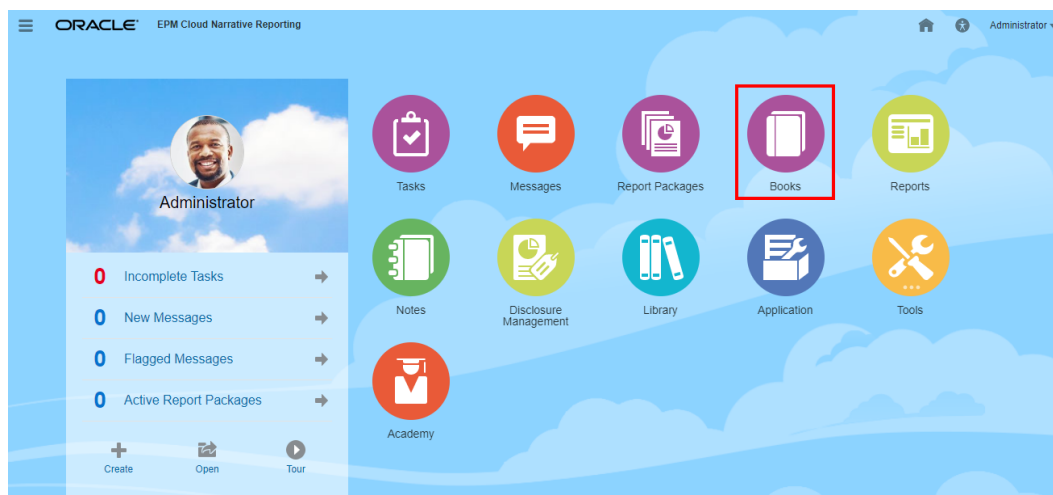 ORACLE® EPM Cloud Narrative Reporting Administrator
Administrator
0 Incomplete Tasks
0 New Messages
0 Flagged Messages
0 Active Report Packages
Create Open Tour
Tasks Messages Report Packages Books Reports
Notes Disclosure Management Library Application Tools
Academy